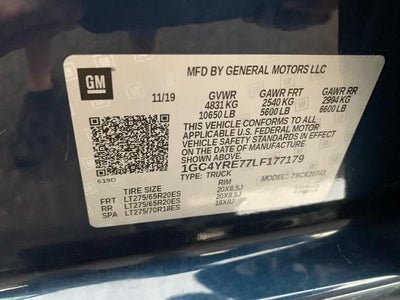 GM
MFD BY GENERAL MOTORS LLC
11/19 GVWR GAWR FRT GAWR RR
4831 KG 2540 KG 2994 KG
10650 LB 5600 LB 6600 LB
THIS VEHICLE CONFORMS TO ALL
APPLICABLE U.S. FEDERAL MOTOR
VEHICLE SAFETY STANDARDS IN
EFFECT ON THE DATE OF
MANUFACTURE SHOWN ABOVE.
1GC4YRE77LF177179
619D TYPE: TRUCK
RIM
FRT LT275/65R20ES 20X8.5J
RR LT275/65R20ES 20X8.5J
SPA LT275/70R18ES 18X8J